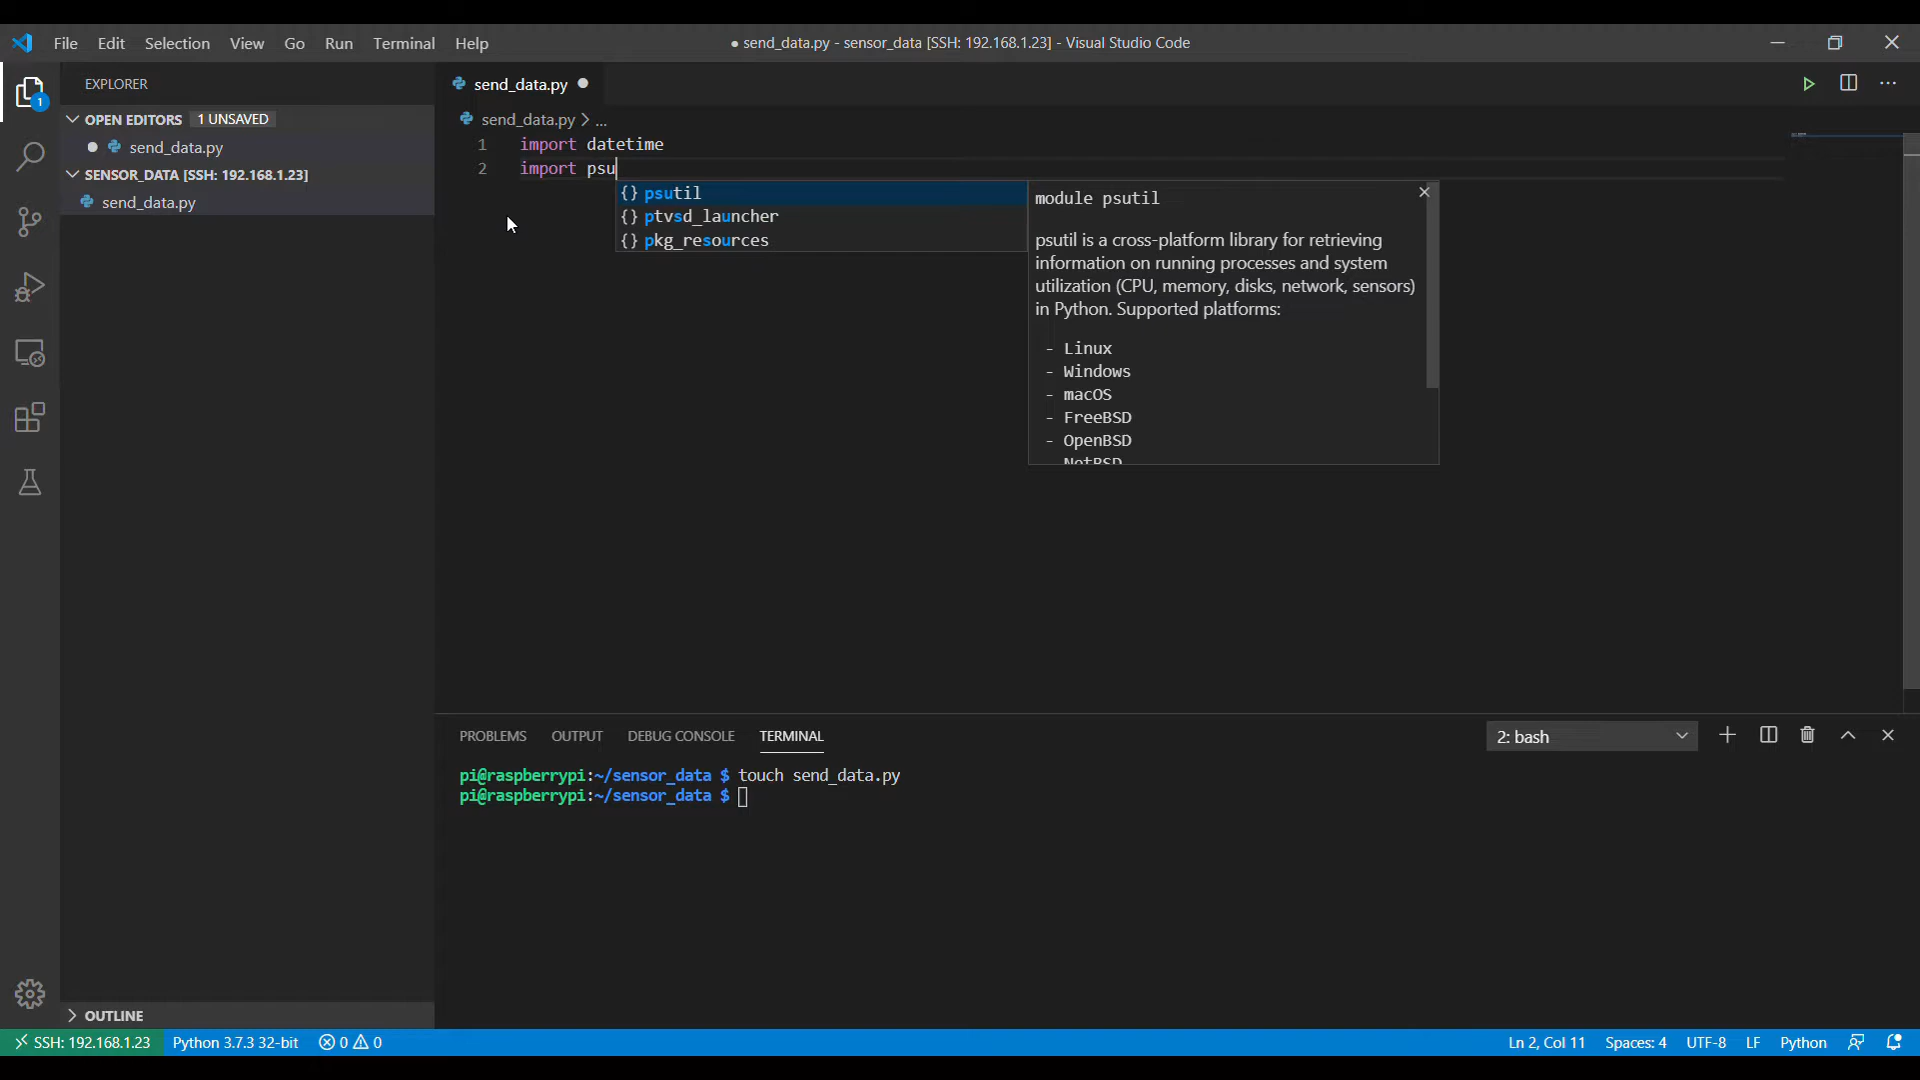 File Edit Selection View Go Run Terminal Help
● send_data.py - sensor_data [SSH: 192.168.1.23] - Visual Studio Code
EXPLORER
OPEN EDITORS 1 UNSAVED
send_data.py
SENSOR_DATA [SSH: 192.168.1.23]
send_data.py
1
OUTLINE
send_data.py
send_data.py > ...
1 import datetime
2 import psu
{} psutil
{} ptvsd_launcher
{} pkg_resources
module psutil
psutil is a cross-platform library for retrieving
information on running processes and system
utilization (CPU, memory, disks, network, sensors)
in Python. Supported platforms:
- Linux
- Windows
- macOS
- FreeBSD
- OpenBSD
- NetBSD
PROBLEMS OUTPUT DEBUG CONSOLE TERMINAL
2: bash
pi@raspberrypi:~/sensor_data $ touch send_data.py
pi@raspberrypi:~/sensor_data $
SSH: 192.168.1.23 Python 3.7.3 32-bit 0 0 Ln 2, Col 11 Spaces: 4 UTF-8 LF Python